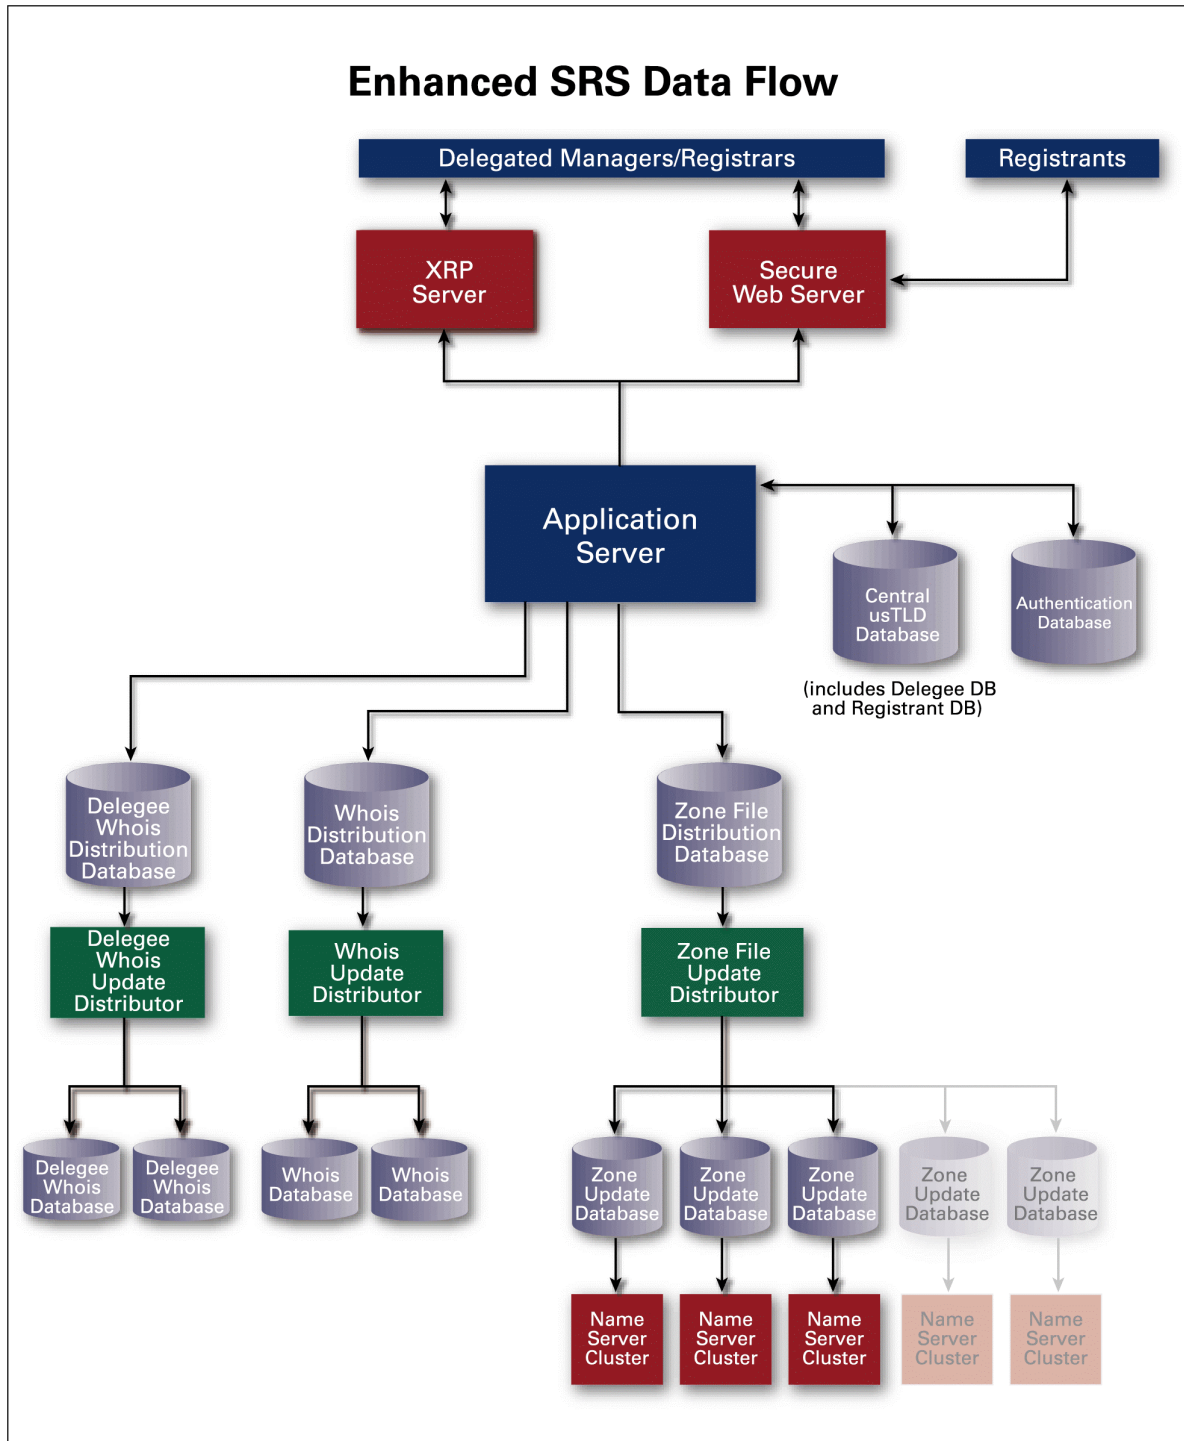 Enhanced SRS Data Flow
Delegated Managers/Registrars
Registrants
XRP
Server
Secure
Web Server
Application
Server
Central
usTLD
Database
Authentication
Database
(includes Delegee DB
and Registrant DB)
Delegee
Whois
Distribution
Database
Whois
Distribution
Database
Zone File
Distribution
Database
Delegee
Whois
Update
Distributor
Whois
Update
Distributor
Zone File
Update
Distributor
Delegee
Whois
Database
Delegee
Whois
Database
Whois
Database
Whois
Database
Zone
Update
Database
Zone
Update
Database
Zone
Update
Database
Zone
Update
Database
Zone
Update
Database
Name
Server
Cluster
Name
Server
Cluster
Name
Server
Cluster
Name
Server
Cluster
Name
Server
Cluster